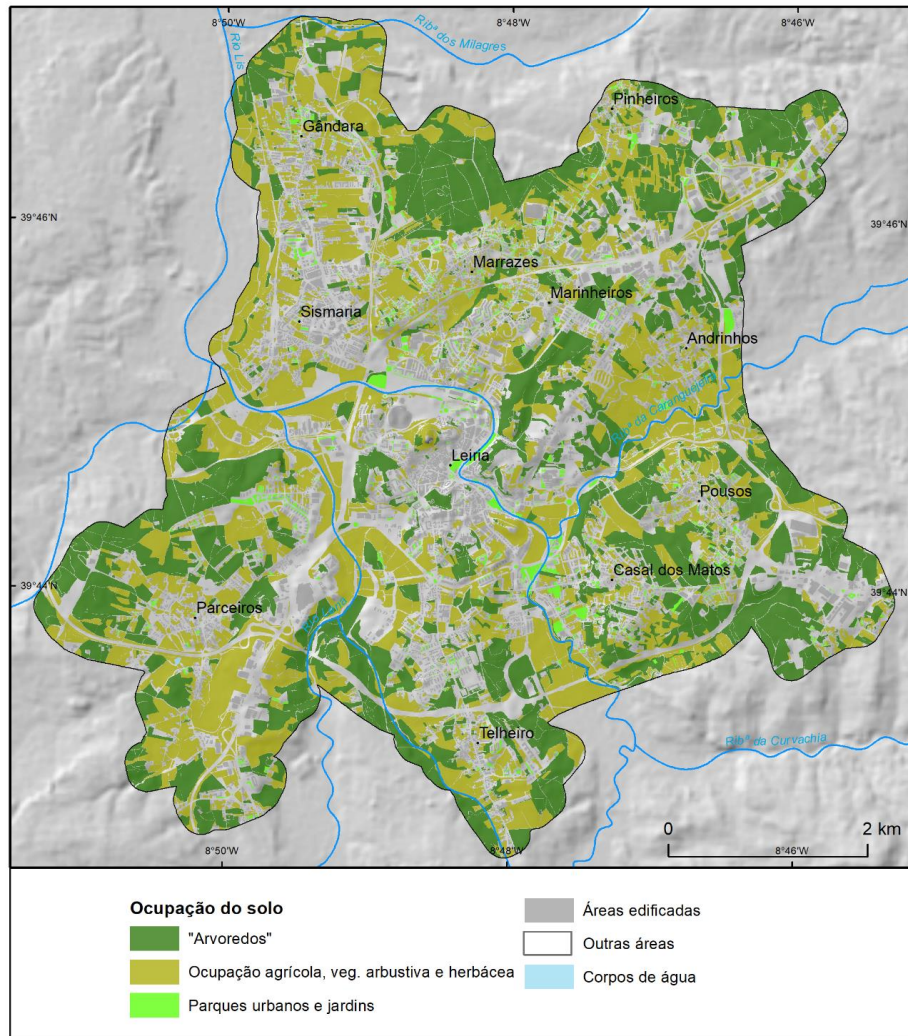 8°50'W
8°48'W
8°46'W
Ribª dos Milagres
Rio Lis
Pinheiros
Gândara
39°46'N
39°46'N
Marrazes
Marinheiros
Sismaria
Andrinhos
Ribª da Caranguejeira
Leiria
Pousos
Casal dos Matos
39°44'N
39°44'N
Parceiros
Telheiro
Ribª da Curvachia
0
2 km
8°50'W
8°48'W
8°46'W
Ocupação do solo
"Arvoredos"
Ocupação agrícola, veg. arbustiva e herbácea
Parques urbanos e jardins
Áreas edificadas
Outras áreas
Corpos de água